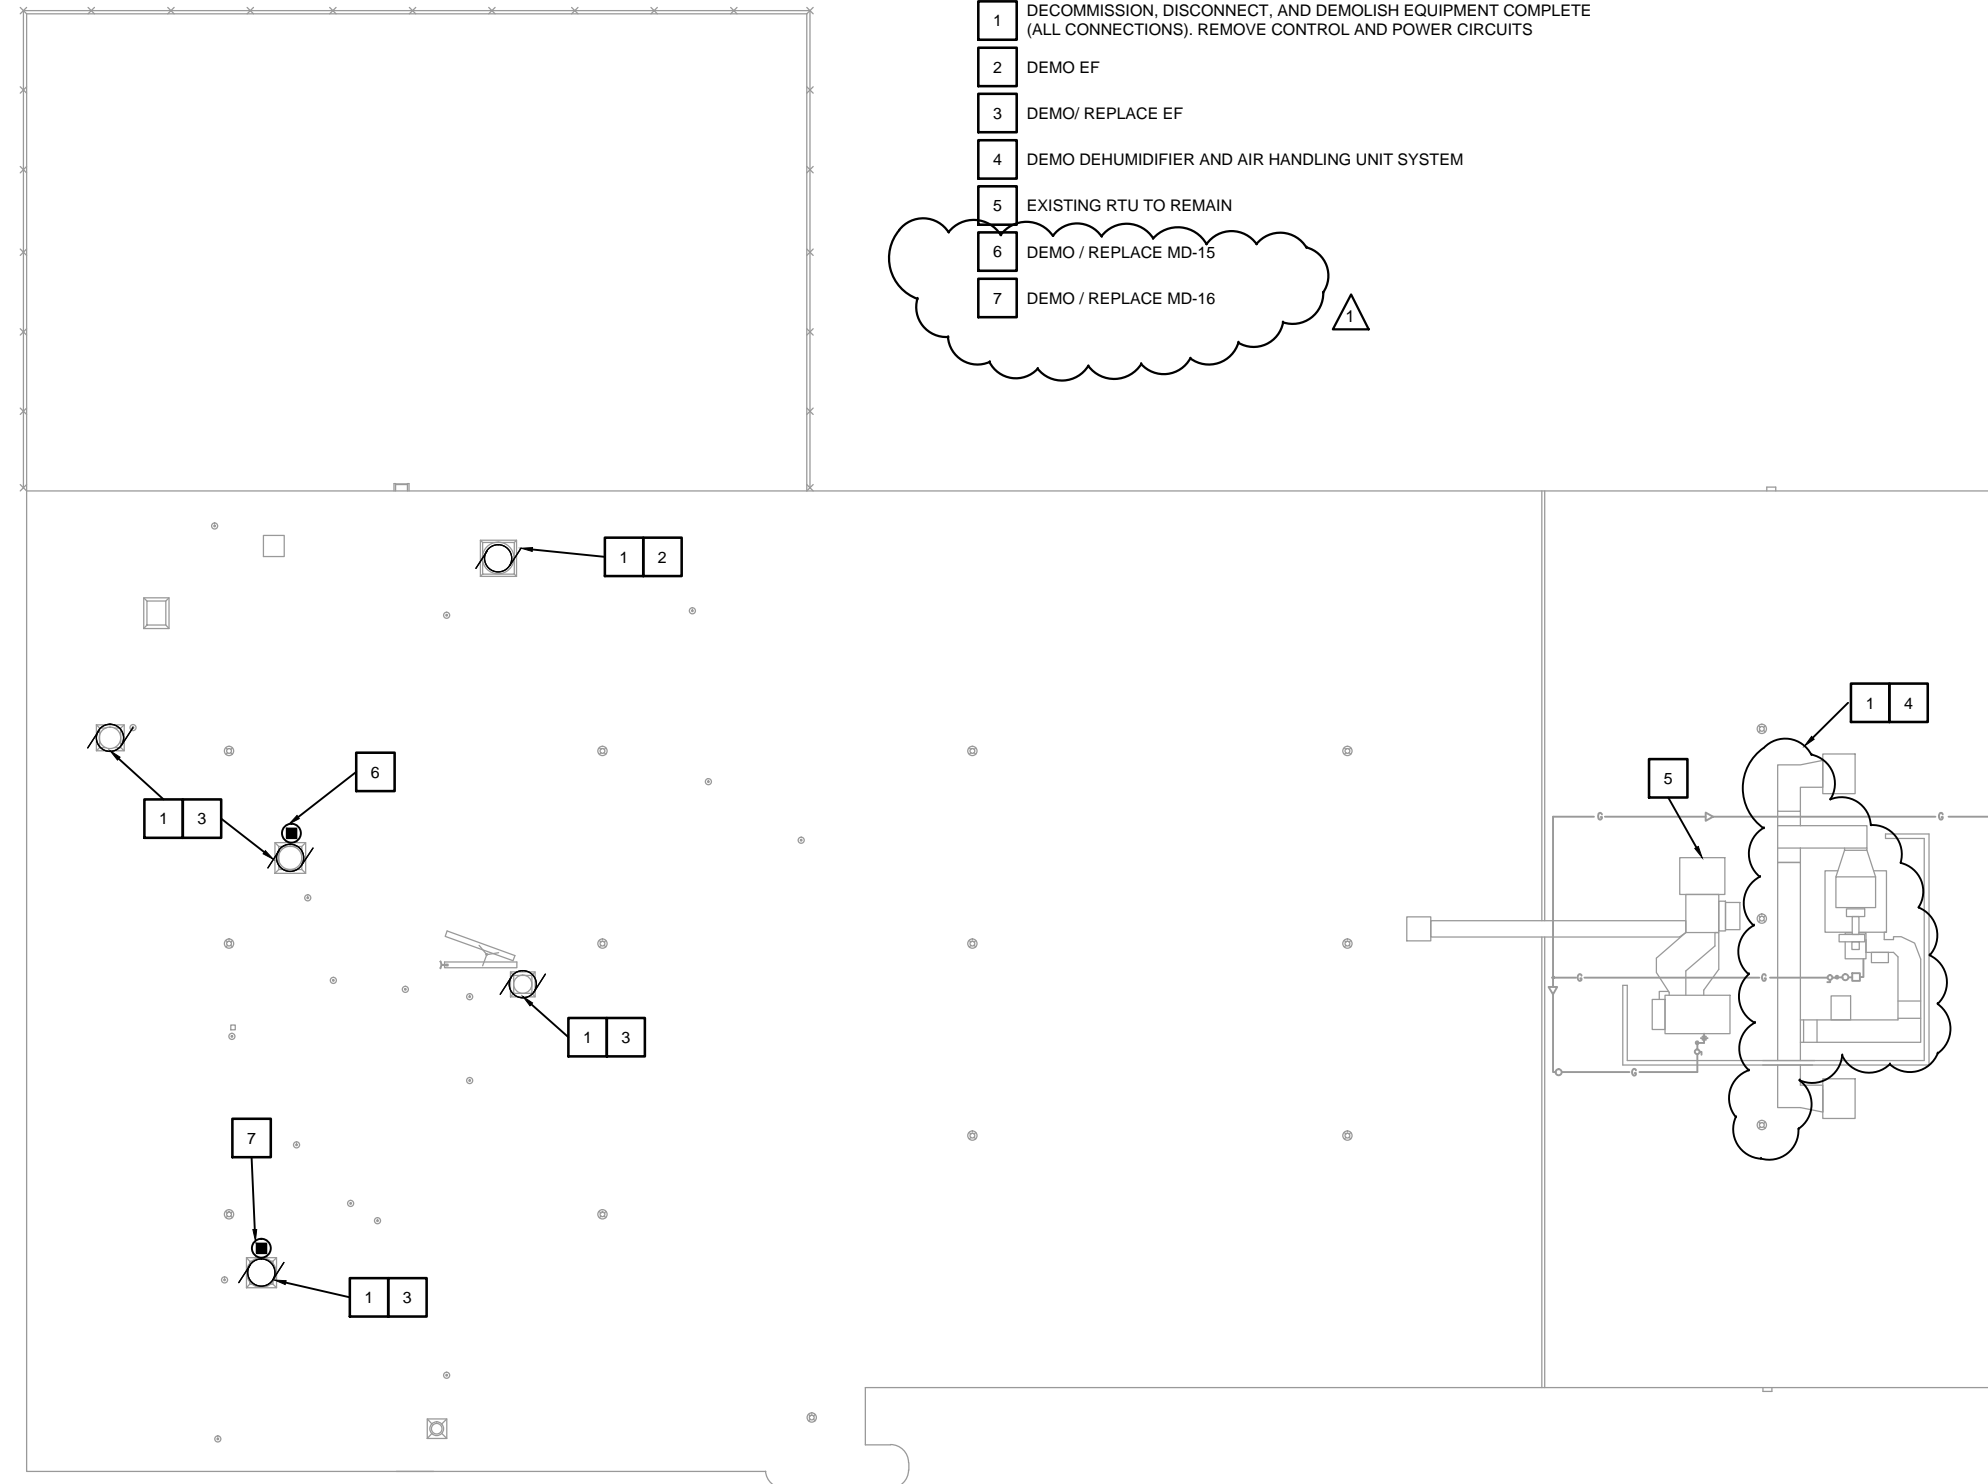 1 DECOMMISSION, DISCONNECT, AND DEMOLISH EQUIPMENT COMPLETE
(ALL CONNECTIONS). REMOVE CONTROL AND POWER CIRCUITS
2 DEMO EF
3 DEMO/ REPLACE EF
4 DEMO DEHUMIDIFIER AND AIR HANDLING UNIT SYSTEM
5 EXISTING RTU TO REMAIN
6 DEMO / REPLACE MD-15
7 DEMO / REPLACE MD-16
1
1 2
1 4
6
5
1 3
G
G
G
G
1 3
G
7
1 3